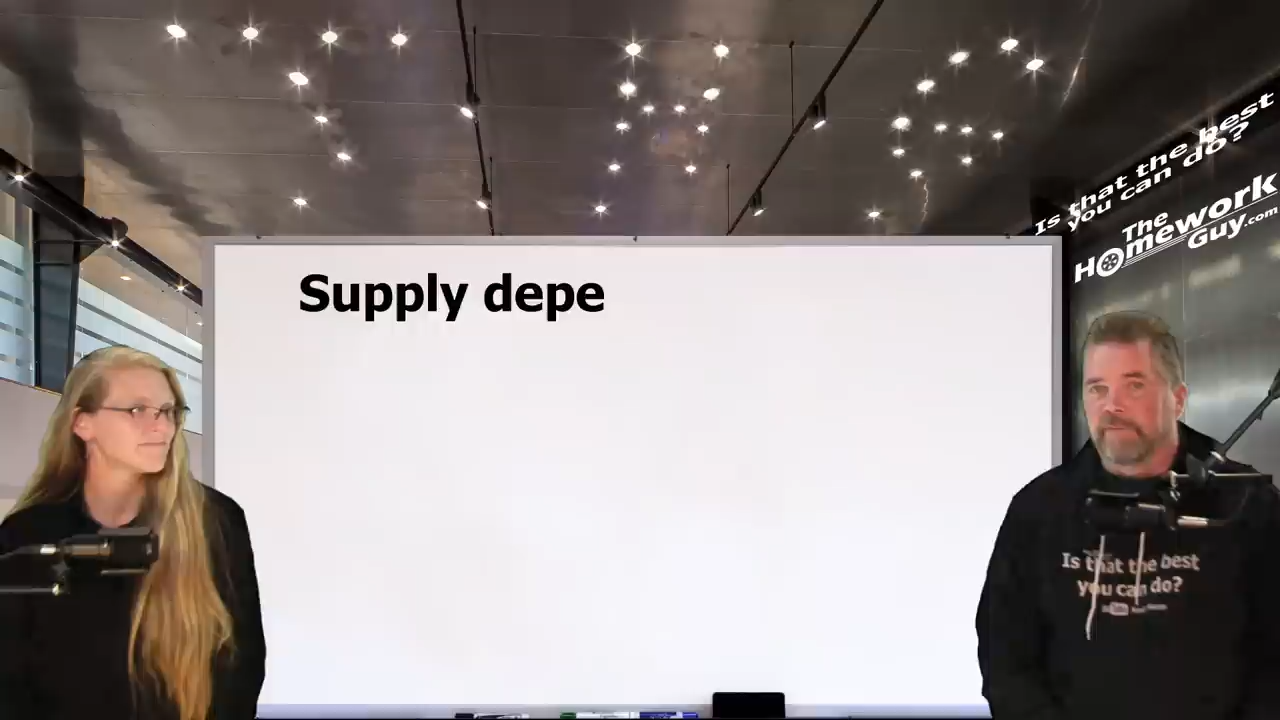 Supply depe
Is that the best
you can do?
The
Homework
Guy.com
Is that the best
you can do?